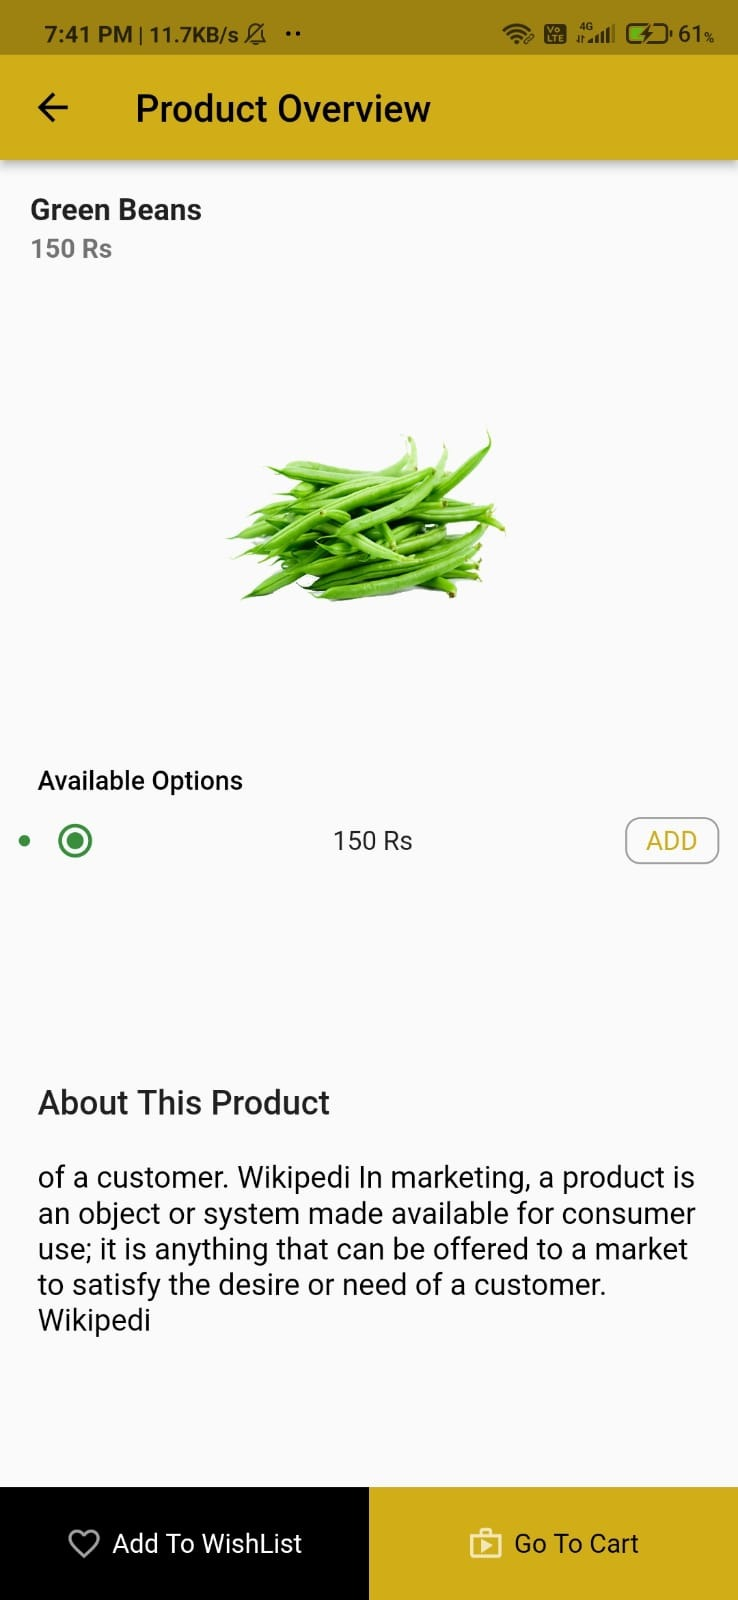 7:41 PM | 11.7KB/s
Vo LTE 4G 61%
Product Overview
Green Beans
150 Rs
Available Options
150 Rs ADD
About This Product
of a customer. Wikipedi In marketing, a product is
an object or system made available for consumer
use; it is anything that can be offered to a market
to satisfy the desire or need of a customer.
Wikipedi
Add To WishList
Go To Cart